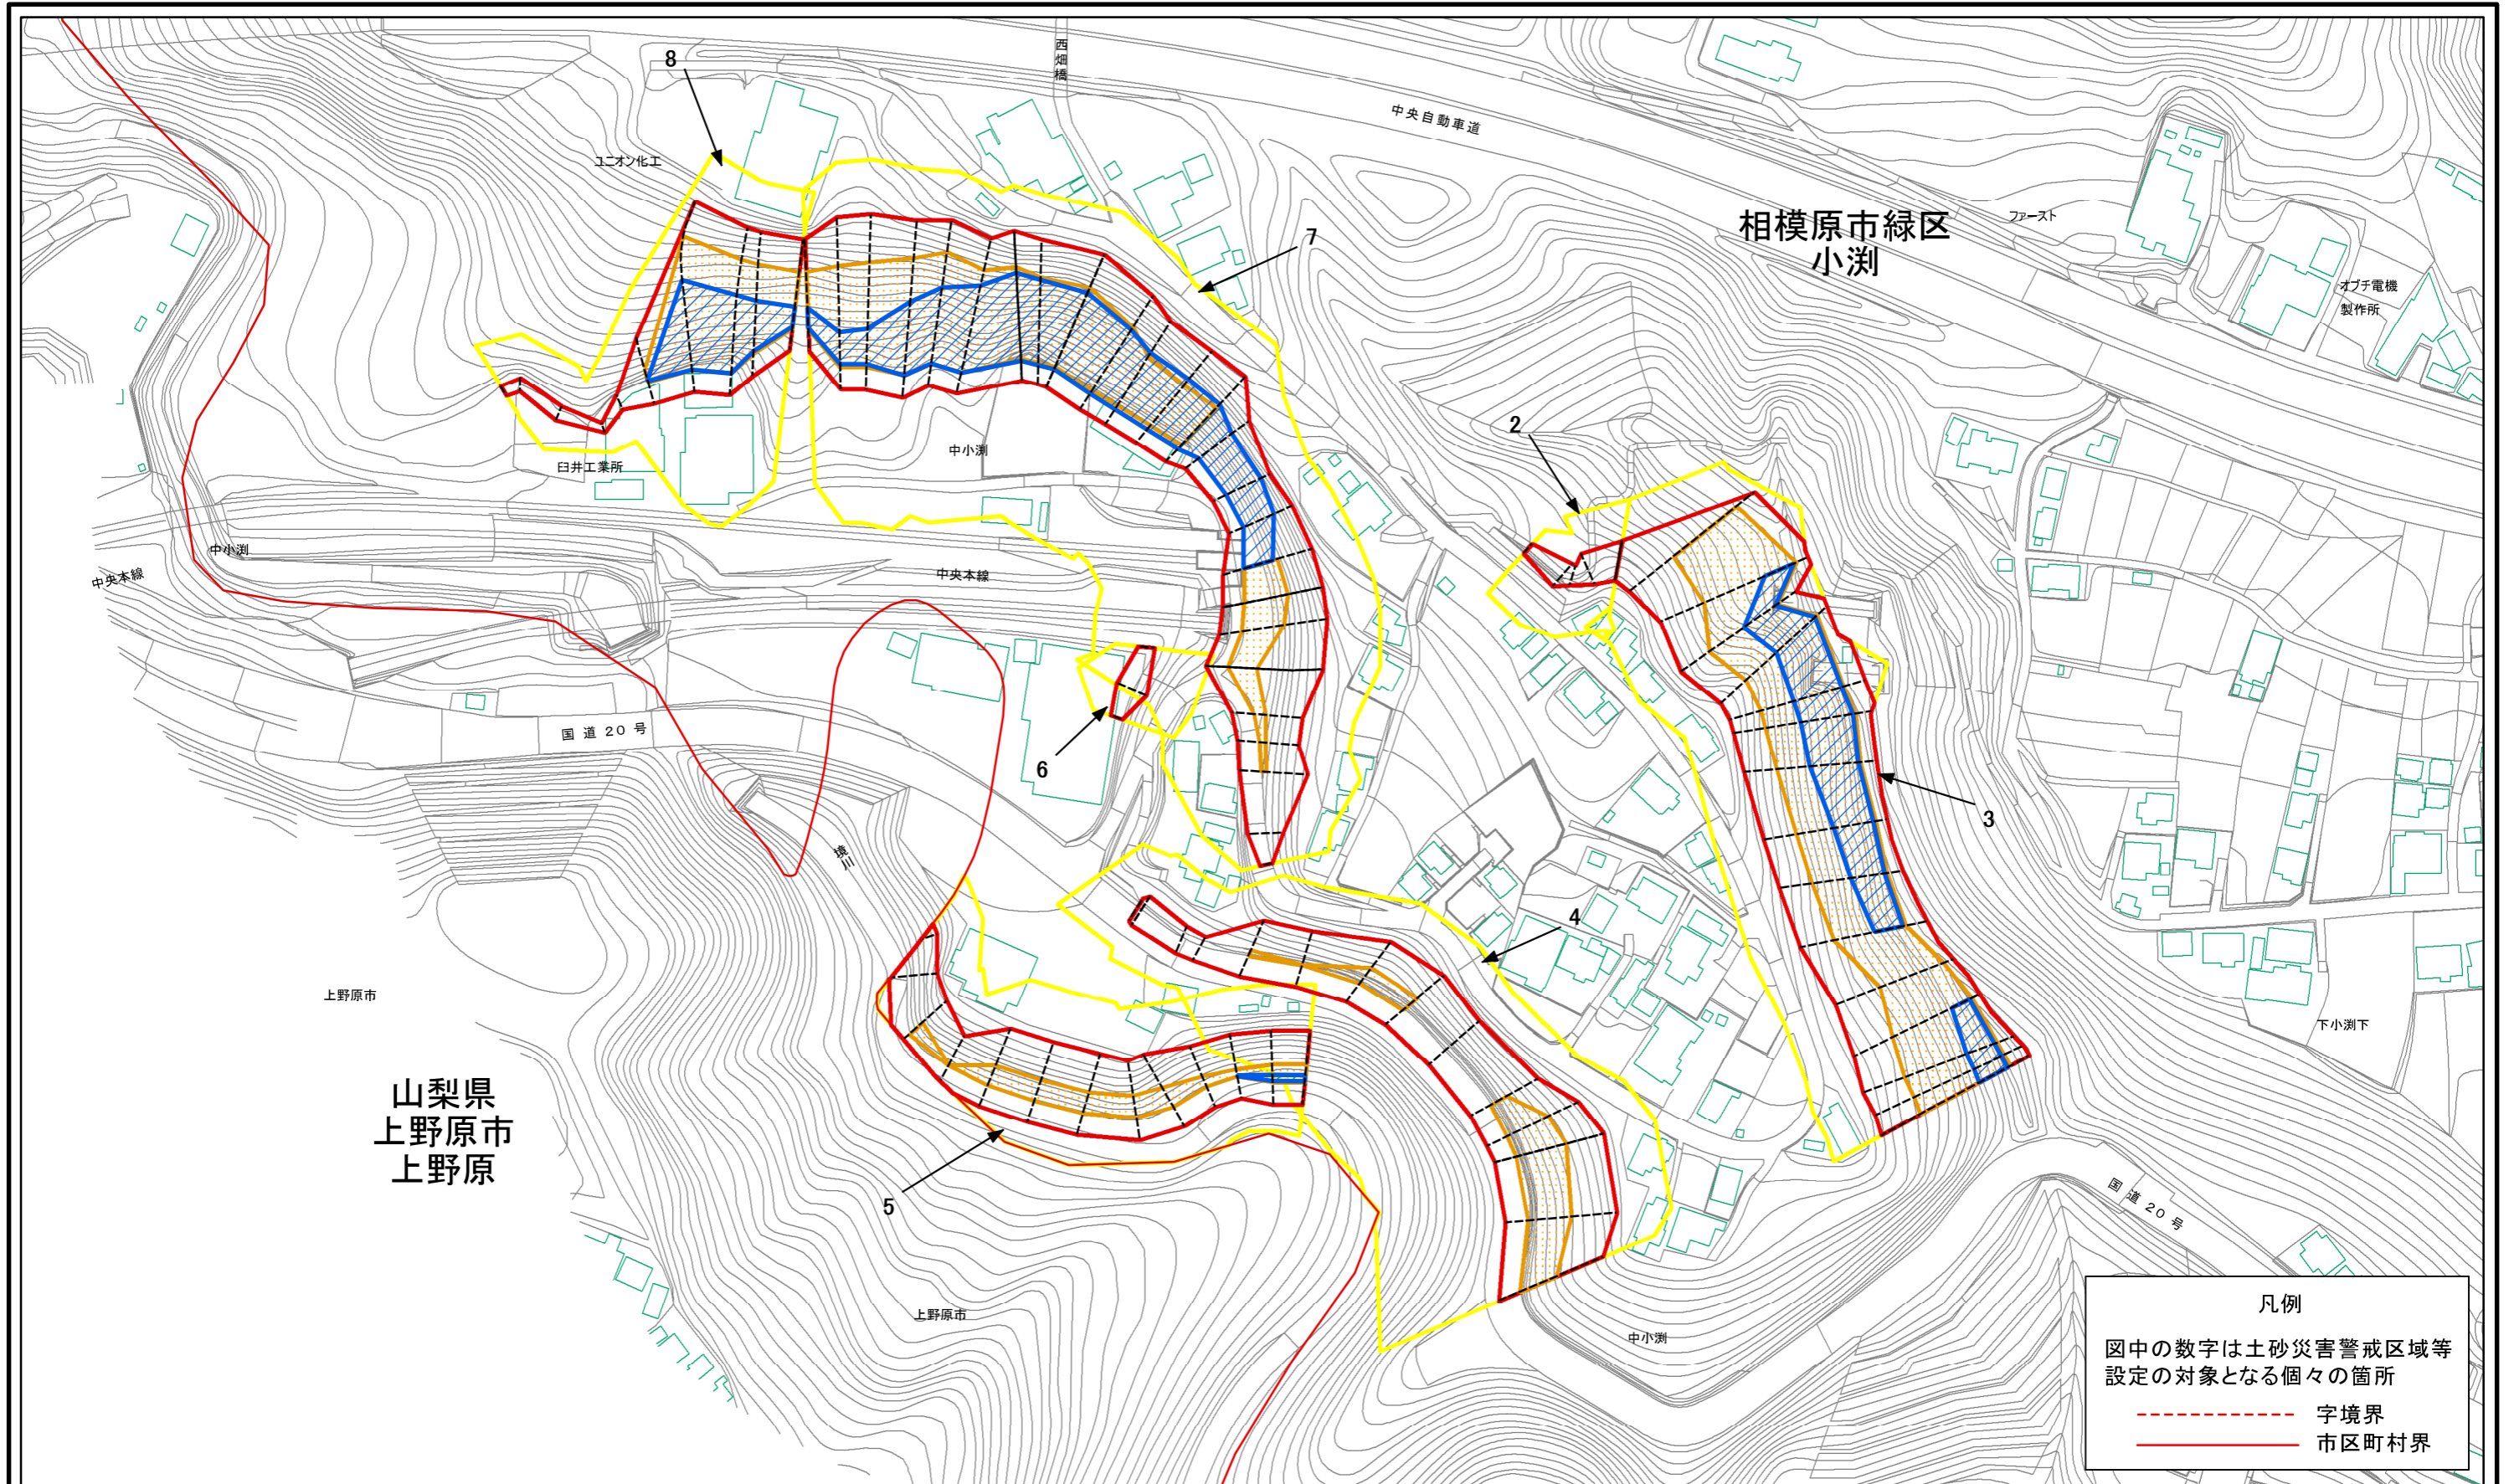 8
西畑橋
中央自動車道
ユニオン化工
7
相模原市緑区
小渕
ファースト
オブチ電機
製作所
2
中小渕
臼井工業所
中小渕
中央本線
中央本線
国道20号
6
3
境川
4
上野原市
下小渕下
山梨県
上野原市
上野原
5
国道20号
上野原市
中小渕
凡例
図中の数字は土砂災害警戒区域等
設定の対象となる個々の箇所
字境界
市区町村界